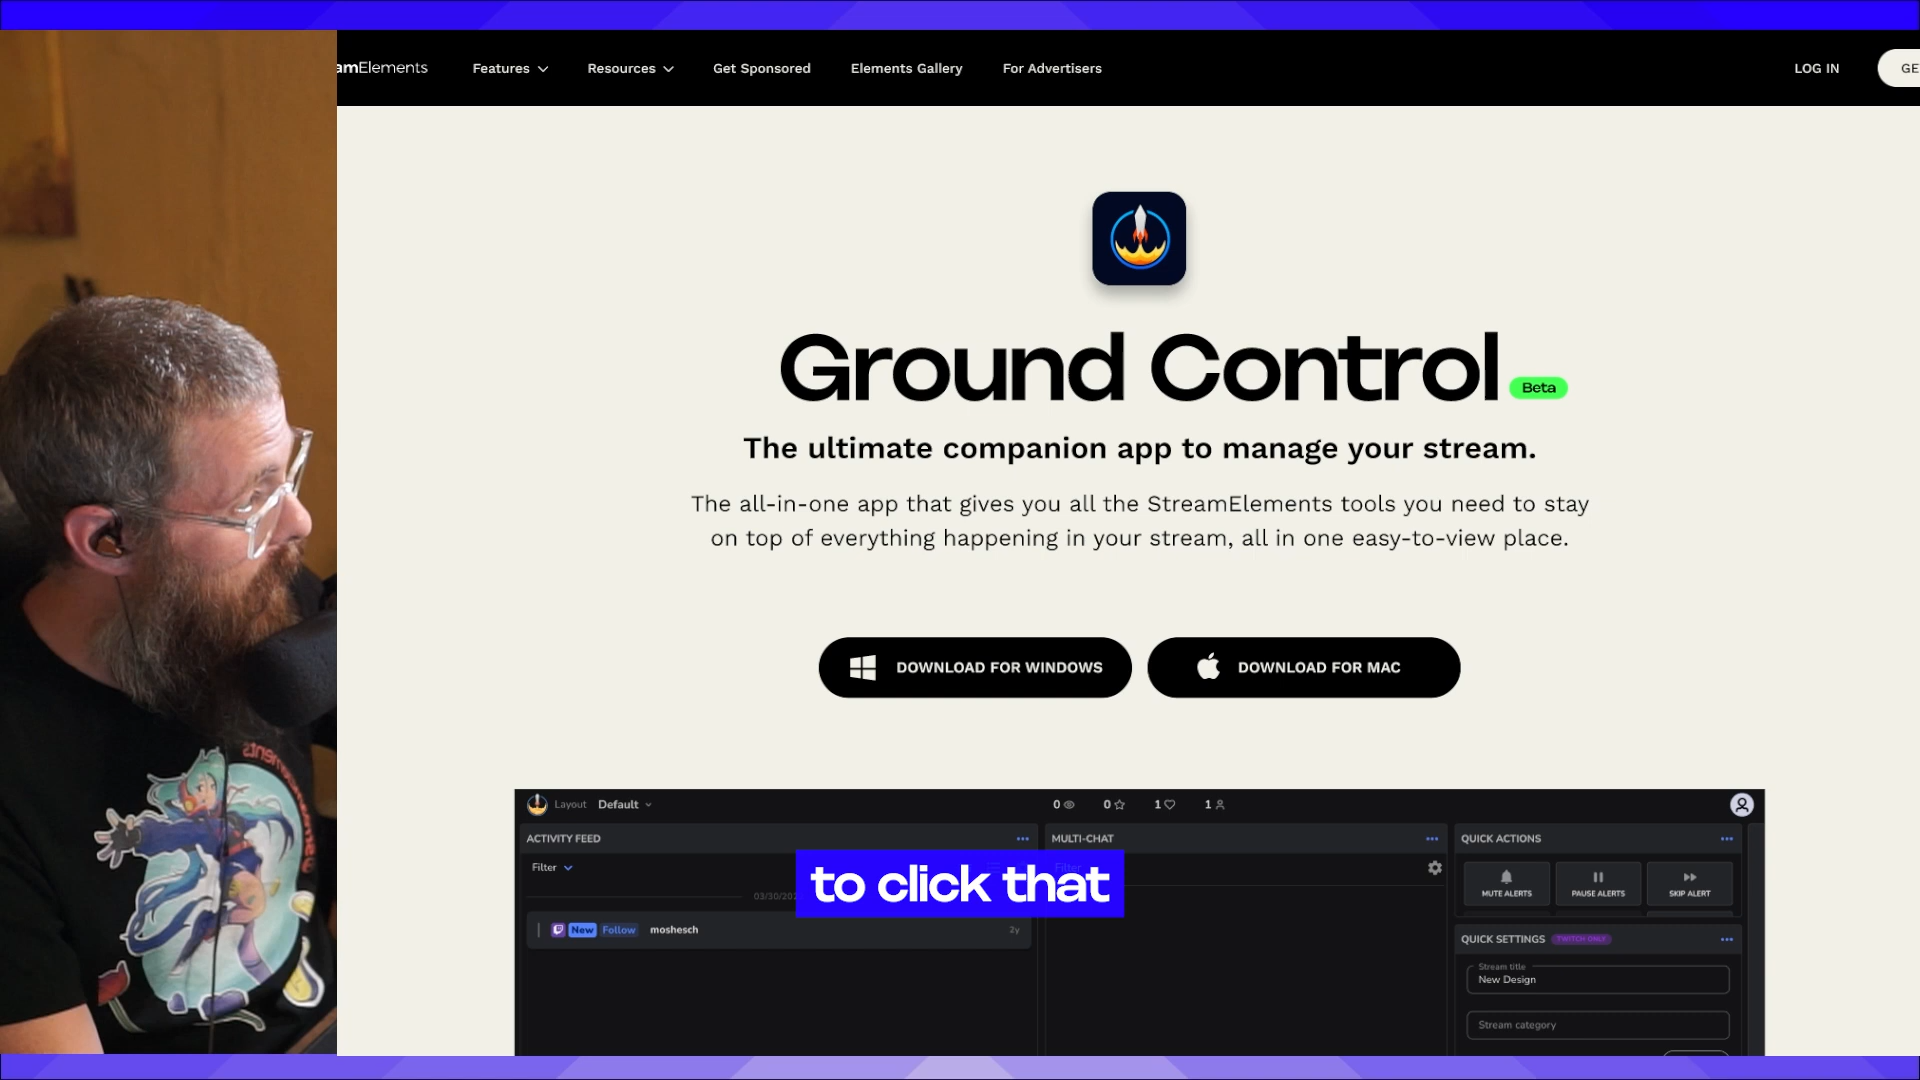 amElements
Features
Resources
Get Sponsored
Elements Gallery
For Advertisers
LOG IN
GE
Ground Control
Beta
The ultimate companion app to manage your stream.
The all-in-one app that gives you all the StreamElements tools you need to stay
on top of everything happening in your stream, all in one easy-to-view place.
DOWNLOAD FOR WINDOWS
DOWNLOAD FOR MAC
Layout Default
0
0
1
1
ACTIVITY FEED
MULTI-CHAT
QUICK ACTIONS
Filter
to click that
MUTE ALERTS
PAUSE ALERTS
SKIP ALERT
New Follow moshesch
2y
QUICK SETTINGS TWITCH ONLY
Stream title
New Design
Stream category